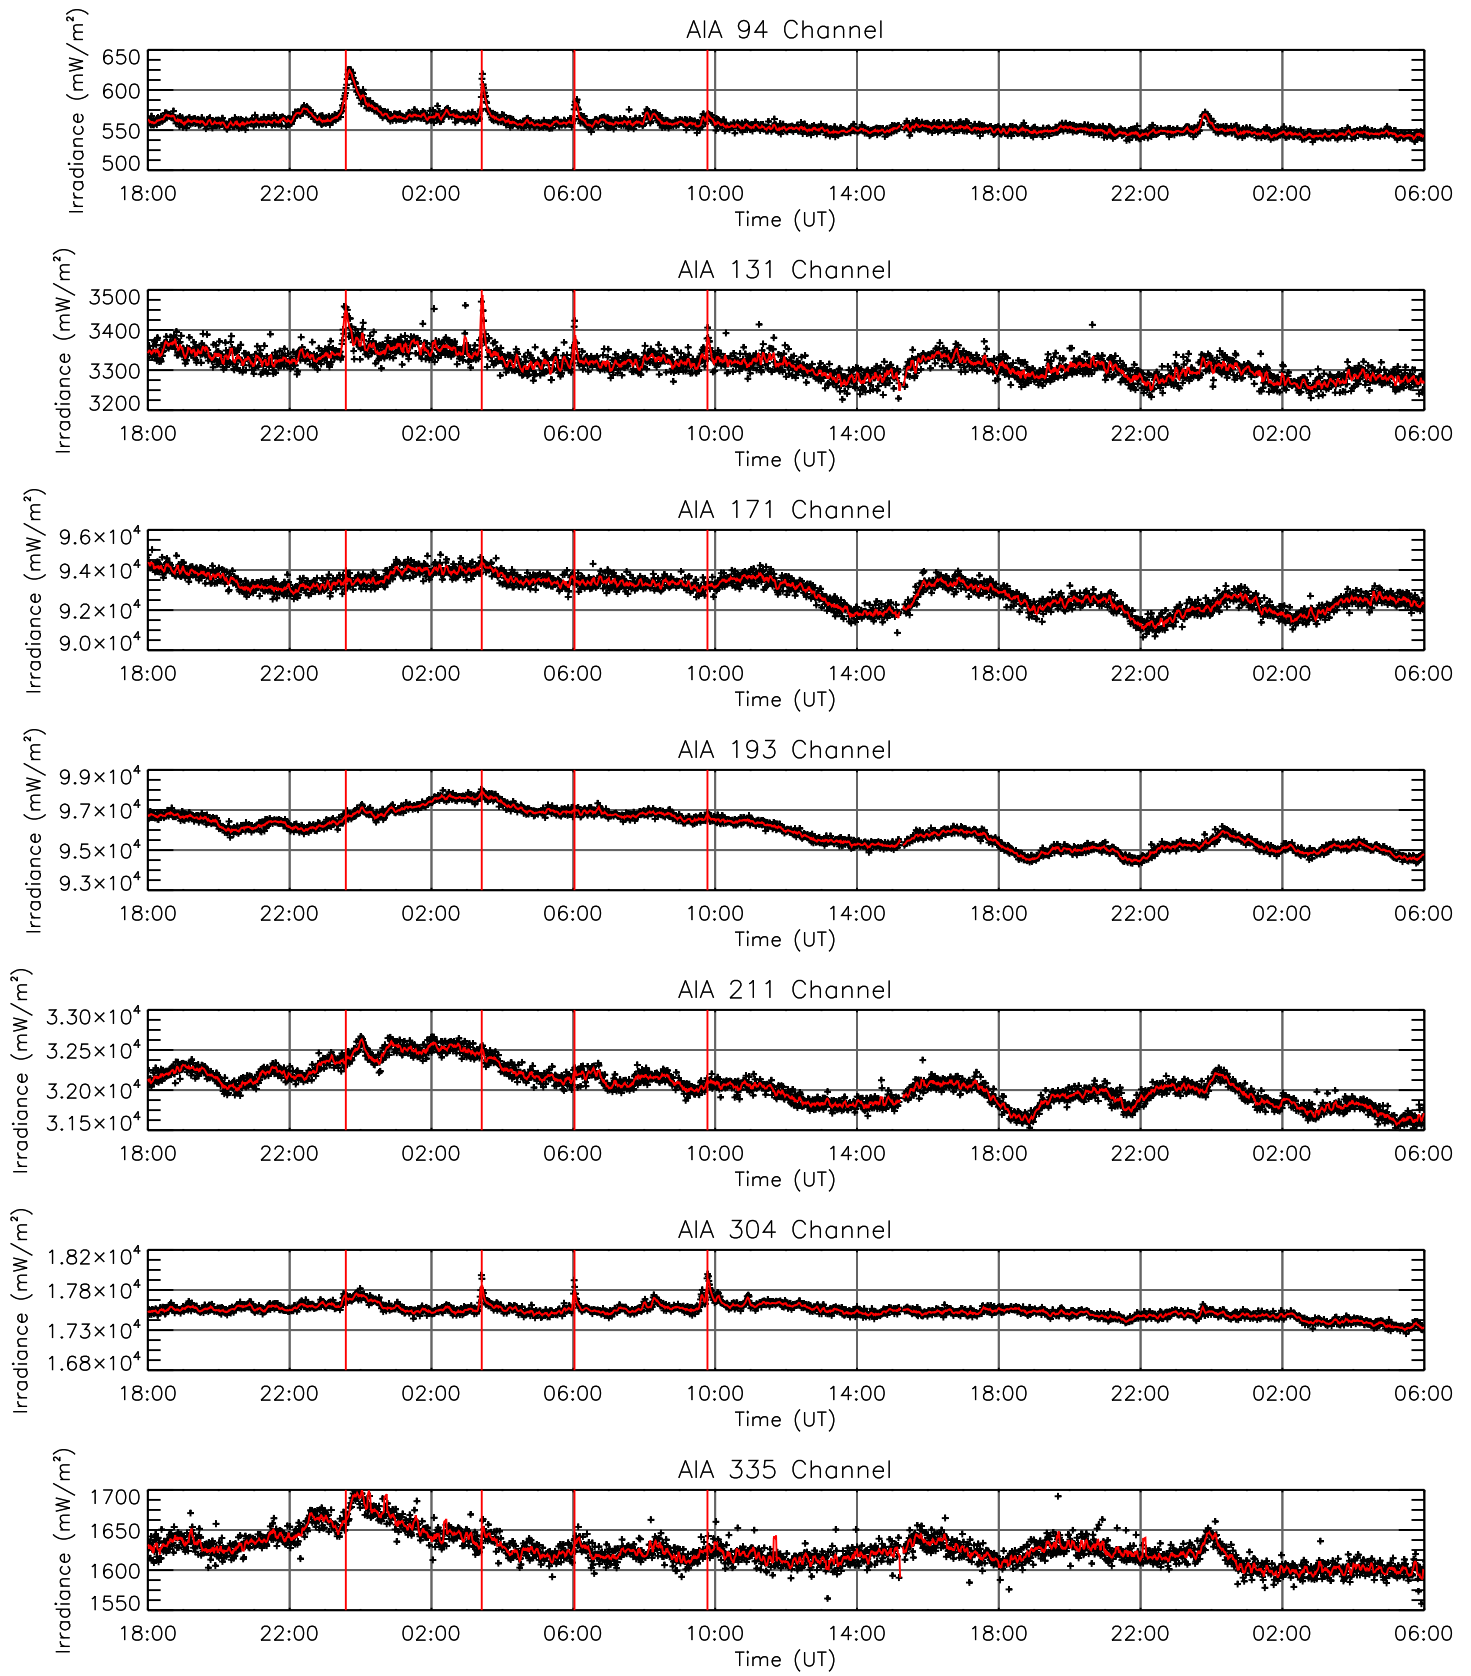 AIA 94 Channel
Irradiance (mW/m²)
650
600
550
500
18:00 22:00 02:00 06:00 10:00 14:00 18:00 22:00 02:00 06:00
Time (UT)
AIA 131 Channel
Irradiance (mW/m²)
3500
3400
3300
3200
18:00 22:00 02:00 06:00 10:00 14:00 18:00 22:00 02:00 06:00
Time (UT)
AIA 171 Channel
Irradiance (mW/m²)
9.6×10⁴
9.4×10⁴
9.2×10⁴
9.0×10⁴
18:00 22:00 02:00 06:00 10:00 14:00 18:00 22:00 02:00 06:00
Time (UT)
AIA 193 Channel
Irradiance (mW/m²)
9.9×10⁴
9.7×10⁴
9.5×10⁴
9.3×10⁴
18:00 22:00 02:00 06:00 10:00 14:00 18:00 22:00 02:00 06:00
Time (UT)
AIA 211 Channel
Irradiance (mW/m²)
3.30×10⁴
3.25×10⁴
3.20×10⁴
3.15×10⁴
18:00 22:00 02:00 06:00 10:00 14:00 18:00 22:00 02:00 06:00
Time (UT)
AIA 304 Channel
Irradiance (mW/m²)
1.82×10⁴
1.78×10⁴
1.73×10⁴
1.68×10⁴
18:00 22:00 02:00 06:00 10:00 14:00 18:00 22:00 02:00 06:00
Time (UT)
AIA 335 Channel
Irradiance (mW/m²)
1700
1650
1600
1550
18:00 22:00 02:00 06:00 10:00 14:00 18:00 22:00 02:00 06:00
Time (UT)